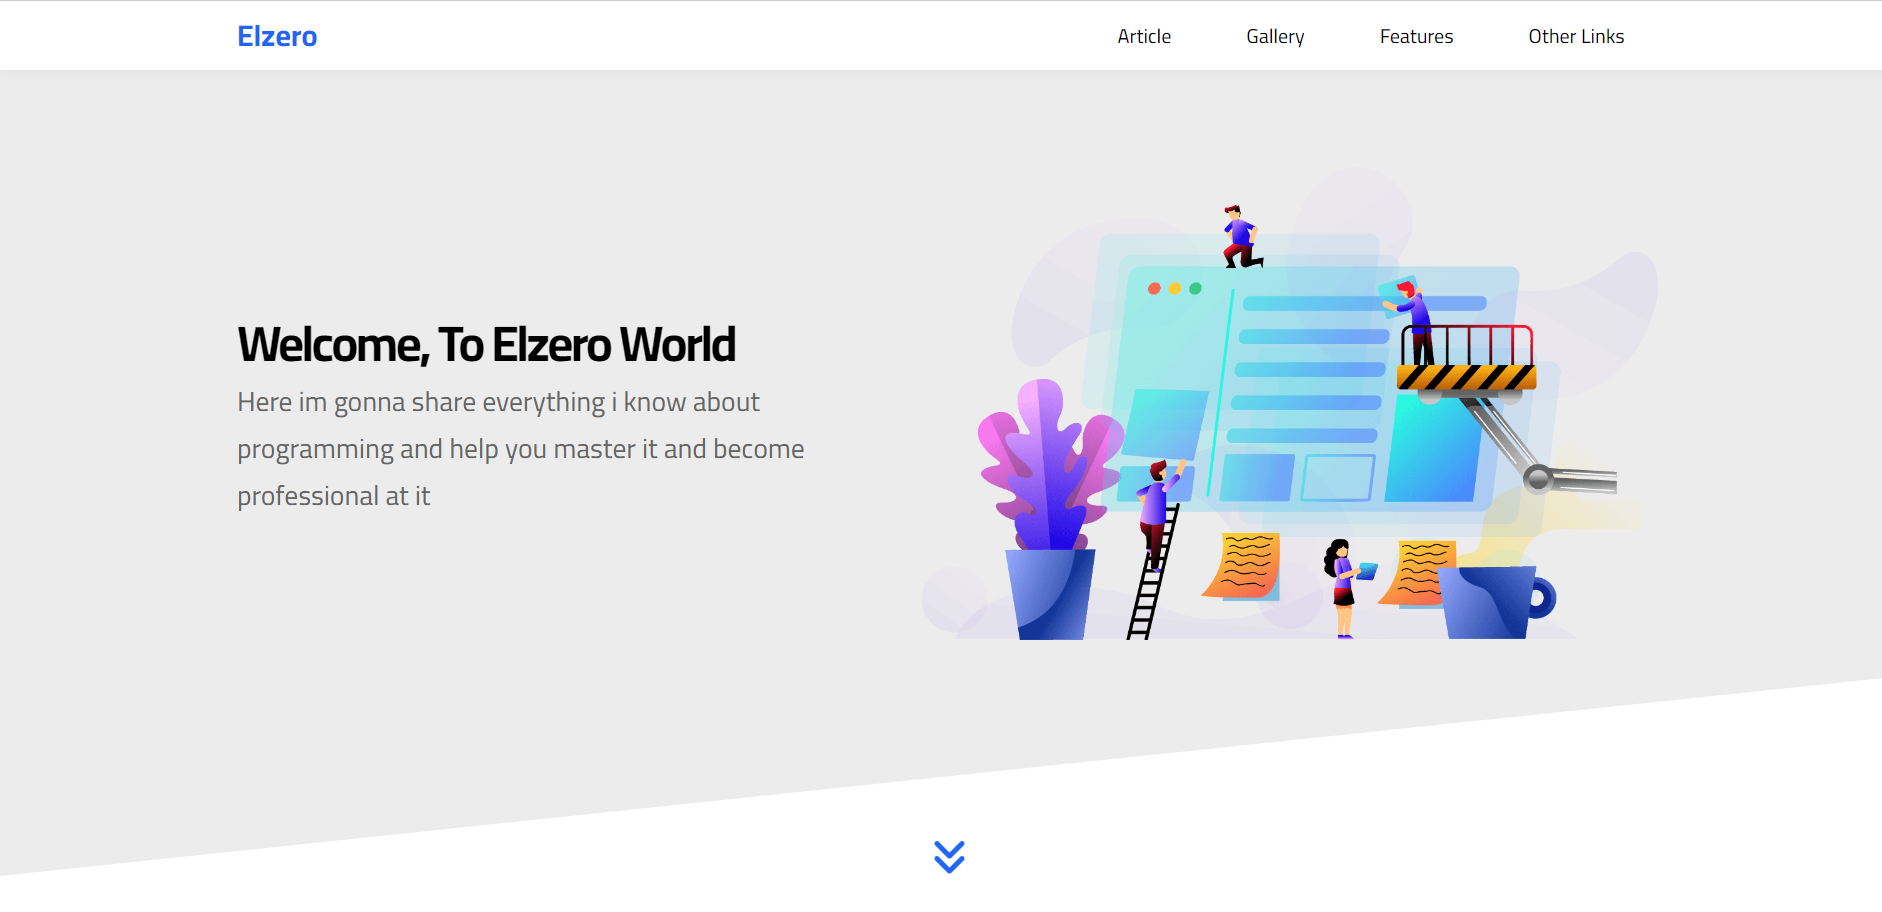 Elzero
Article
Gallery
Features
Other Links
Welcome, To Elzero World
Here im gonna share everything i know about
programming and help you master it and become
professional at it